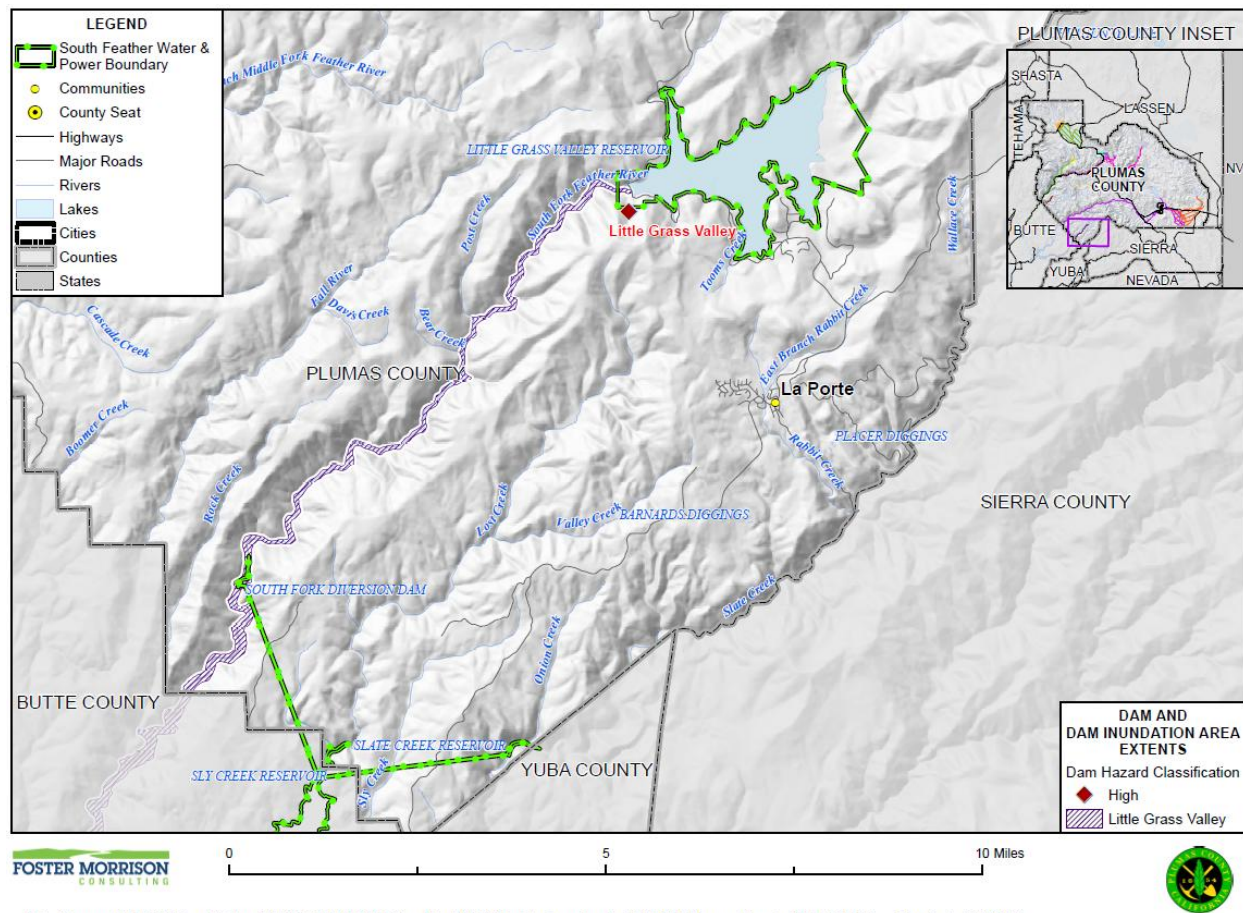 LEGEND
South Feather Water &
Power Boundary
Communities
County Seat
Highways
Major Roads
Rivers
Lakes
Cities
Counties
States
Middle Fork Feather River
PLUMAS COUNTY INSET
SHASTA
LASSEN
TEHAMA
PLUMAS
COUNTY
NV
BUTTE
SIERRA
YUBA
NEVADA
LITTLE GRASS VALLEY RESERVOIR
South Fork Feather River
Little Grass Valley
Post Creek
Wallace Creek
Tooms Creek
Fall River
Davis Creek
Bear Creek
Cascade Creek
PLUMAS COUNTY
East Branch Rabbit Creek
La Porte
Boomer Creek
Rabbit Creek
PLACER DIGGINGS
Rock Creek
Lost Creek
Valley Creek
BARNARDS DIGGINGS
SIERRA COUNTY
SOUTH FORK DIVERSION DAM
Slate Creek
Onion Creek
BUTTE COUNTY
SLATE CREEK RESERVOIR
SLY CREEK RESERVOIR
Sly Creek
YUBA COUNTY
DAM AND
DAM INUNDATION AREA
EXTENTS
Dam Hazard Classification
High
Little Grass Valley
FOSTER MORRISON
CONSULTING
0 5 10 Miles
PLUMAS COUNTY
CALIFORNIA